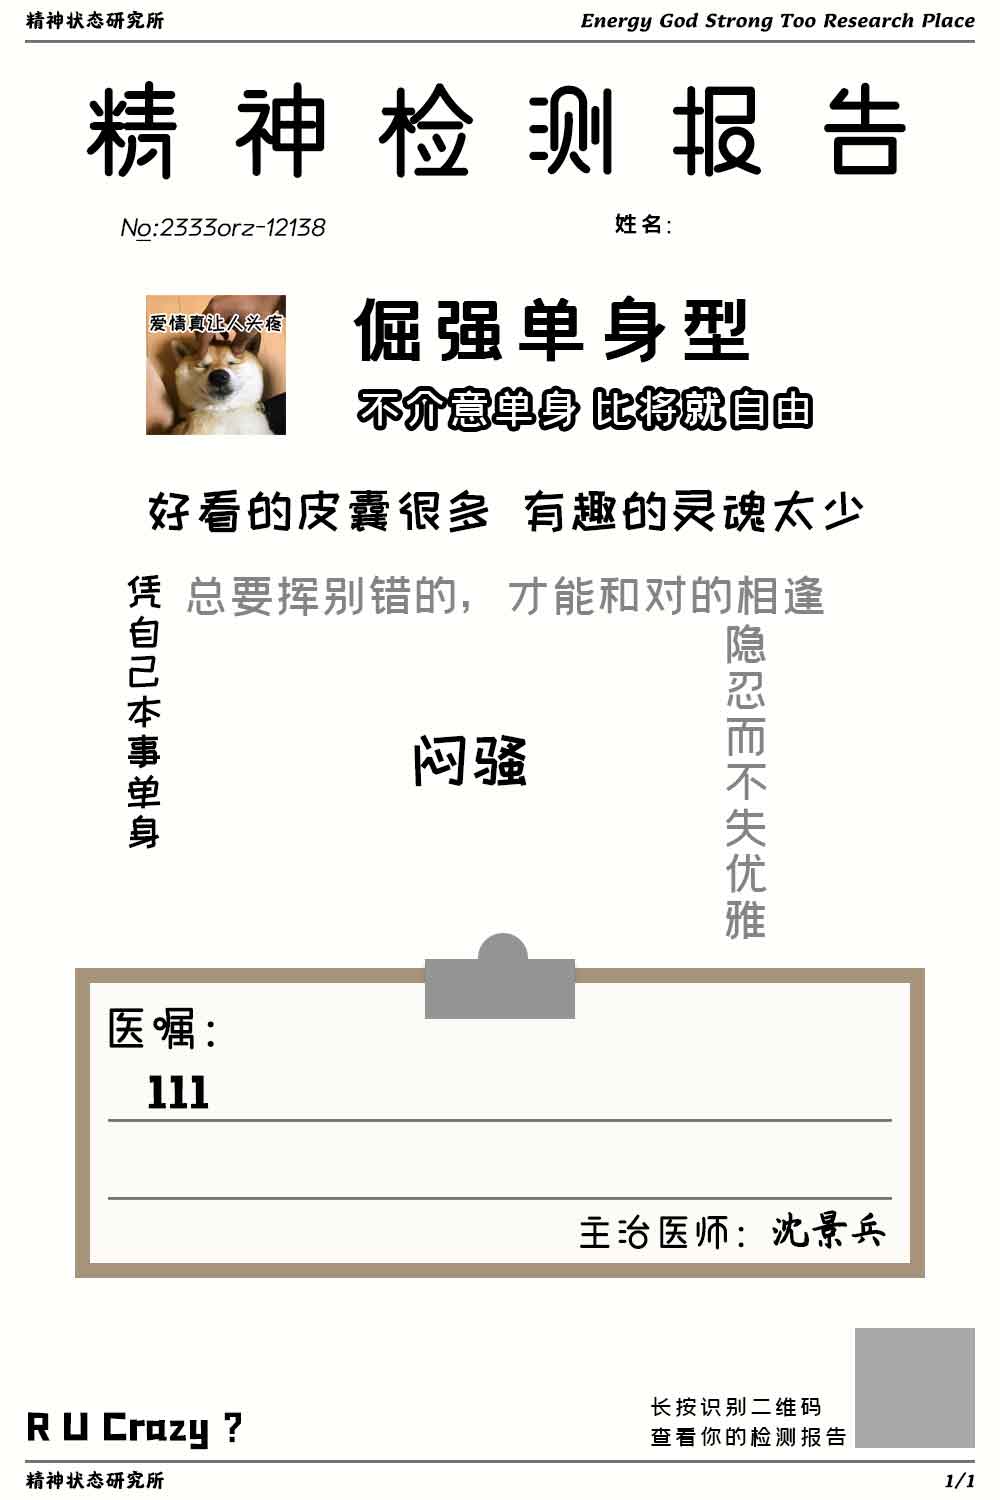 精神状态研究所
Energy God Strong Too Research Place
精神检测报告
No:2333orz-12138
姓名:
爱情真让人头疼
倔强单身型
不介意单身 比将就自由
好看的皮囊很多 有趣的灵魂太少
凭自己本事单身
总要挥别错的，才能和对的相逢
隐忍而不失优雅
闷骚
医嘱：
111
主治医师：沈景兵
R U Crazy ?
长按识别二维码
查看你的检测报告
精神状态研究所
1/1